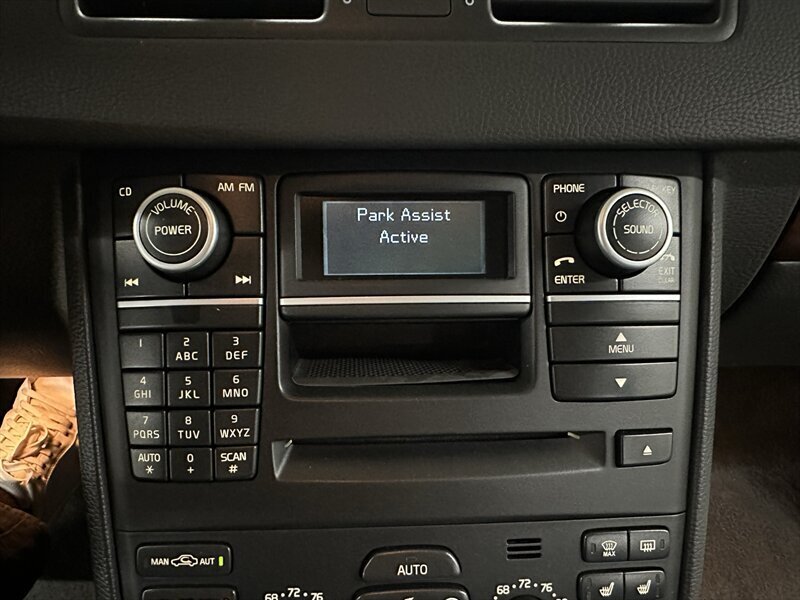 CD
AM FM
VOLUME
POWER
Park Assist
Active
PHONE
KEY
SELECTOR
SOUND
ENTER
EXIT
CLEAR
MENU
1
2
ABC
3
DEF
4
GHI
5
JKL
6
MNO
7
PQRS
8
TUV
9
WXYZ
AUTO
*
0
+
SCAN
#
MAN AUT
AUTO
MAX
68 • 72 • 76
68 • 72 • 76